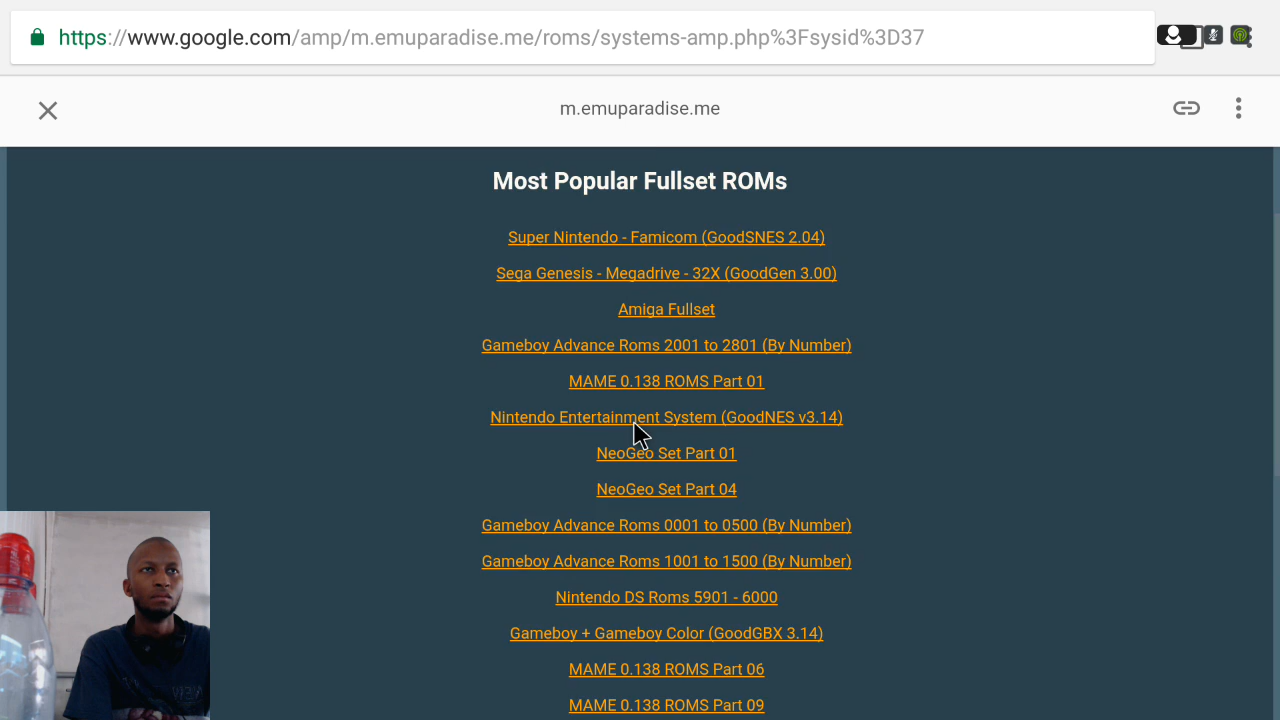 https://www.google.com/amp/m.emuparadise.me/roms/systems-amp.php%3Fsysid%3D37
m.emuparadise.me
Most Popular Fullset ROMs
Super Nintendo - Famicom (GoodSNES 2.04)
Sega Genesis - Megadrive - 32X (GoodGen 3.00)
Amiga Fullset
Gameboy Advance Roms 2001 to 2801 (By Number)
MAME 0.138 ROMS Part 01
Nintendo Entertainment System (GoodNES v3.14)
NeoGeo Set Part 01
NeoGeo Set Part 04
Gameboy Advance Roms 0001 to 0500 (By Number)
Gameboy Advance Roms 1001 to 1500 (By Number)
Nintendo DS Roms 5901 - 6000
Gameboy + Gameboy Color (GoodGBX 3.14)
MAME 0.138 ROMS Part 06
MAME 0.138 ROMS Part 09